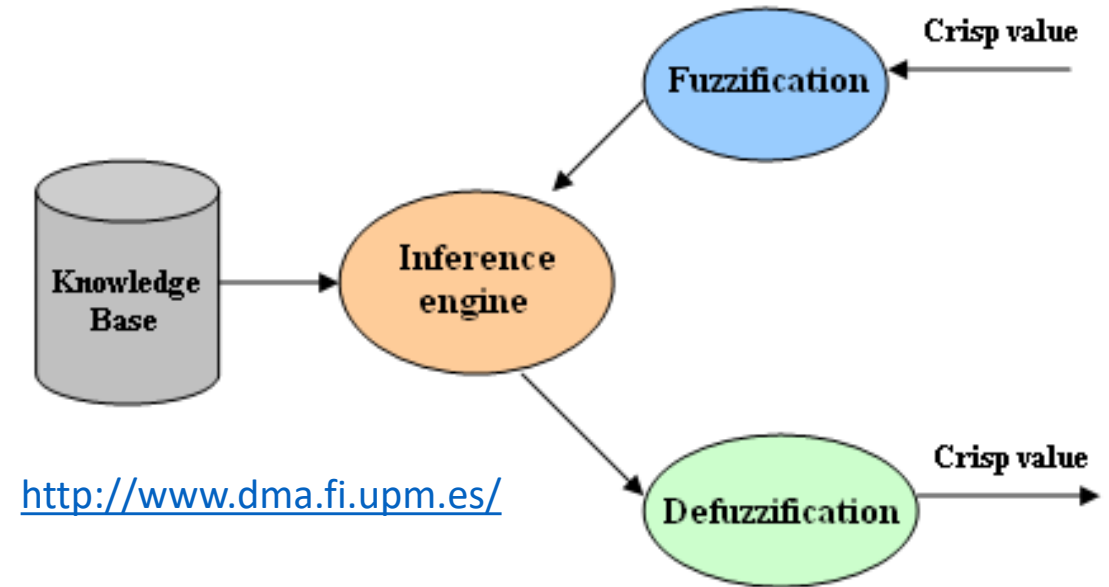 Crisp value
Fuzzification
Inference
engine
Knowledge
Base
Crisp value
Defuzzification
http://www.dma.fi.upm.es/